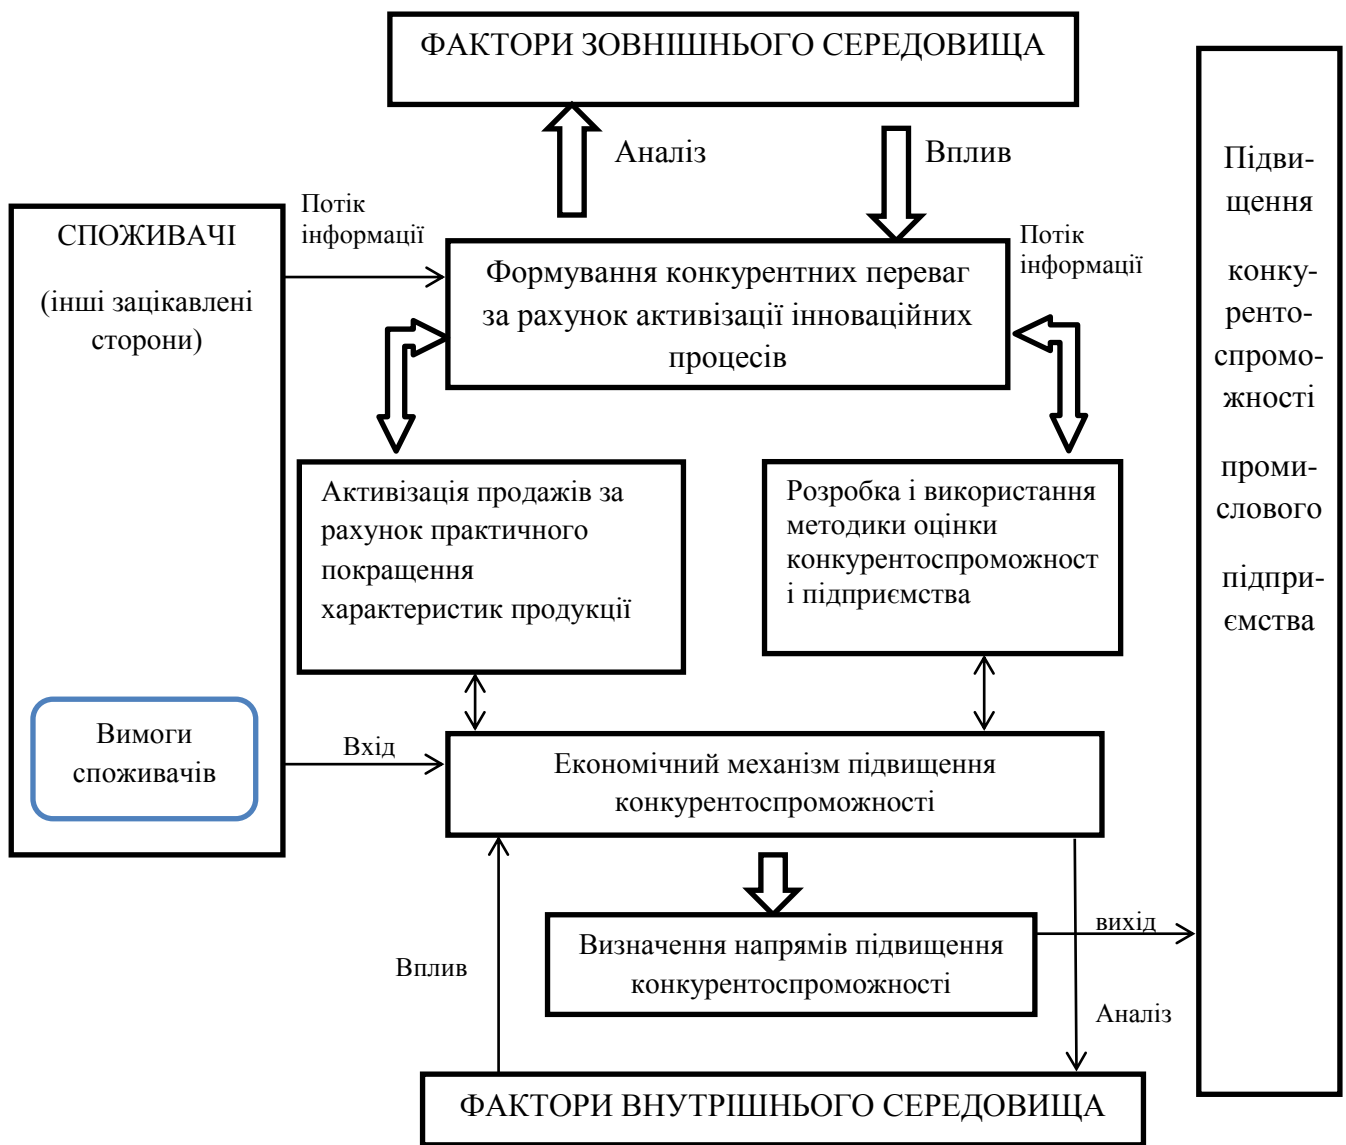 ФАКТОРИ ЗОВНІШНЬОГО СЕРЕДОВИЩА
Аналіз
Вплив
СПОЖИВАЧІ
(інші зацікавлені
сторони)
Потік
інформації
Формування конкурентних переваг
за рахунок активізації інноваційних
процесів
Потік
інформації
Підви-
щення
конку-
ренто-
спромо-
жності
проми-
слового
підпри-
ємства
Активізація продажів за
рахунок практичного
покращення
характеристик продукції
Розробка і використання
методики оцінки
конкурентоспроможност
і підприємства
Вимоги
споживачів
Вхід
Економічний механізм підвищення
конкурентоспроможності
Визначення напрямів підвищення
конкурентоспроможності
вихід
Вплив
Аналіз
ФАКТОРИ ВНУТРІШНЬОГО СЕРЕДОВИЩА